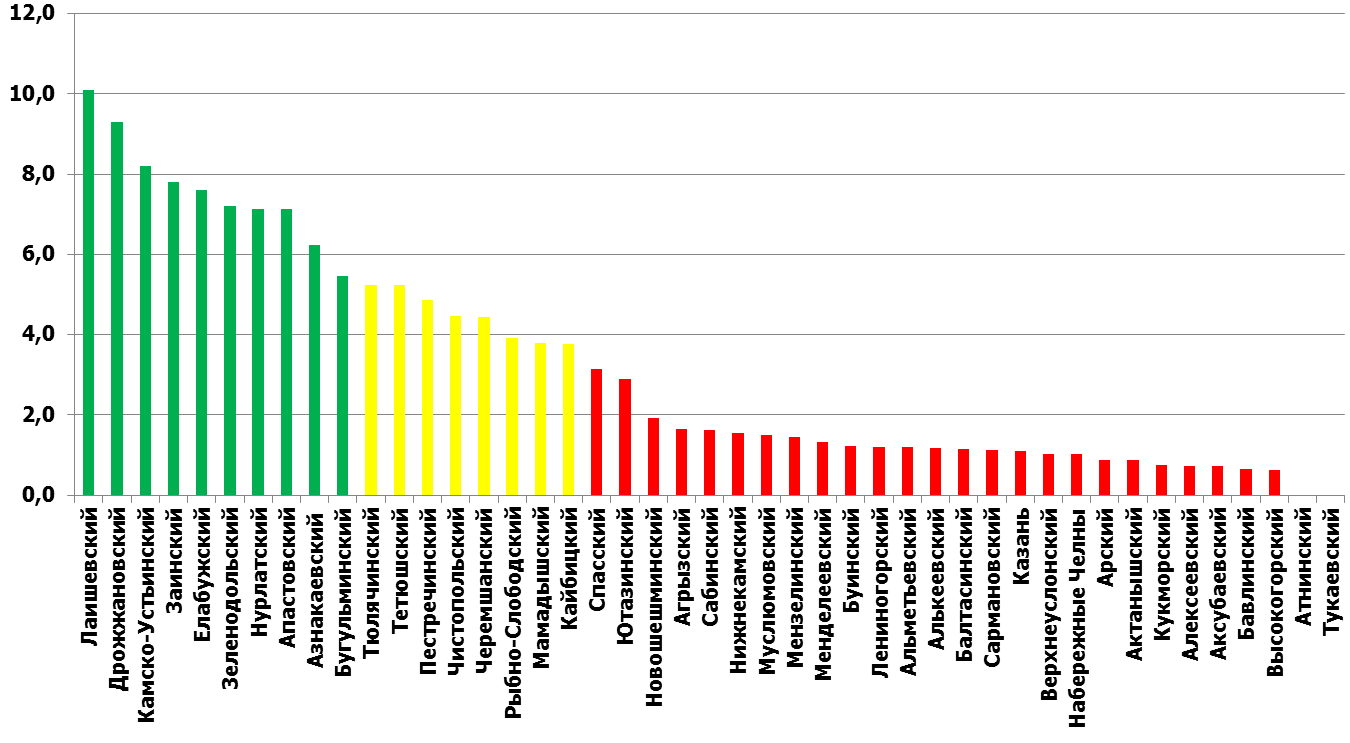 12,0
10,0
8,0
6,0
4,0
2,0
0,0
Лаишевский
Дрожжановский
Камско-Устьинский
Заинский
Елабужский
Зеленодольский
Нурлатский
Апастовский
Азнакаевский
Бугульминский
Тюлячинский
Тетюшский
Пестречинский
Чистопольский
Черемшанский
Рыбно-Слободский
Мамадышский
Кайбицкий
Спасский
Ютазинский
Новошешминский
Агрызский
Сабинский
Нижнекамский
Муслюмовский
Мензелинский
Менделеевский
Буинский
Лениногорский
Альметьевский
Алькеевский
Балтасинский
Сармановский
Казань
Верхнеуслонский
Набережные Челны
Арский
Актанышский
Кукморский
Алексеевский
Аксубаевский
Бавлинский
Высокогорский
Атнинский
Тукаевский